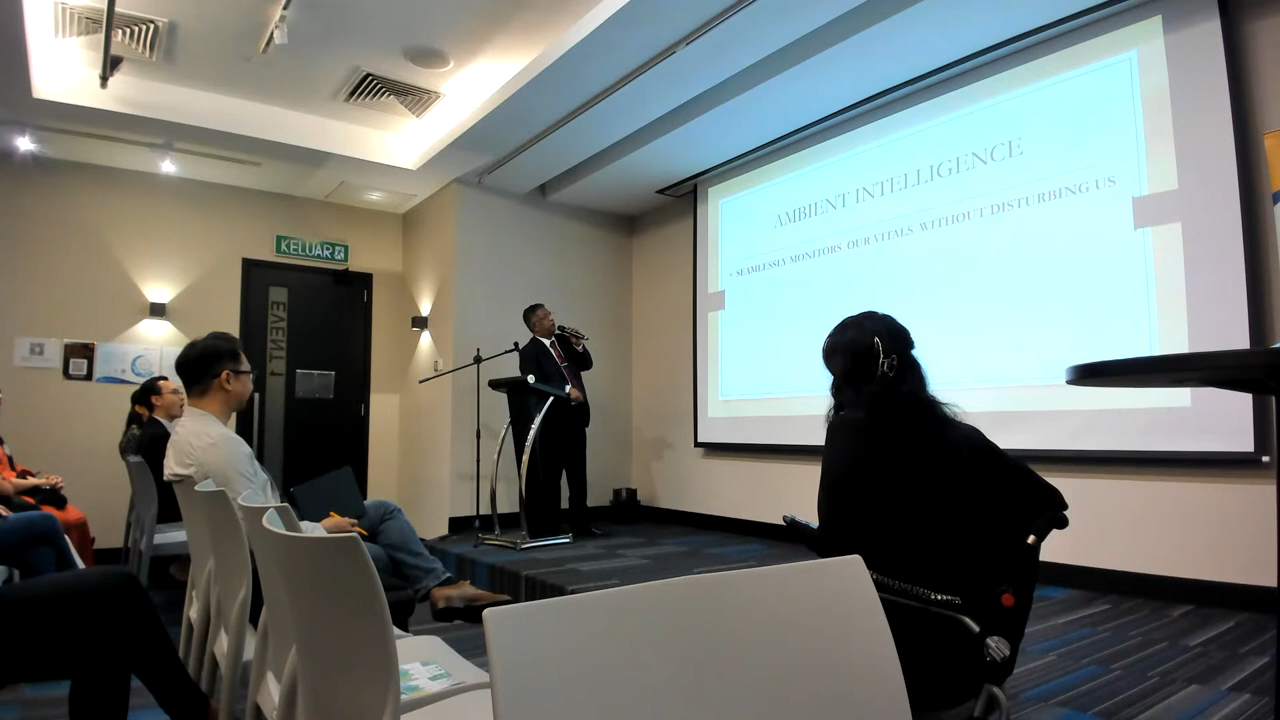 AMBIENT INTELLIGENCE
• SEAMLESSLY MONITORS OUR VITALS WITHOUT DISTURBING US
KELUAR
EVENT 1